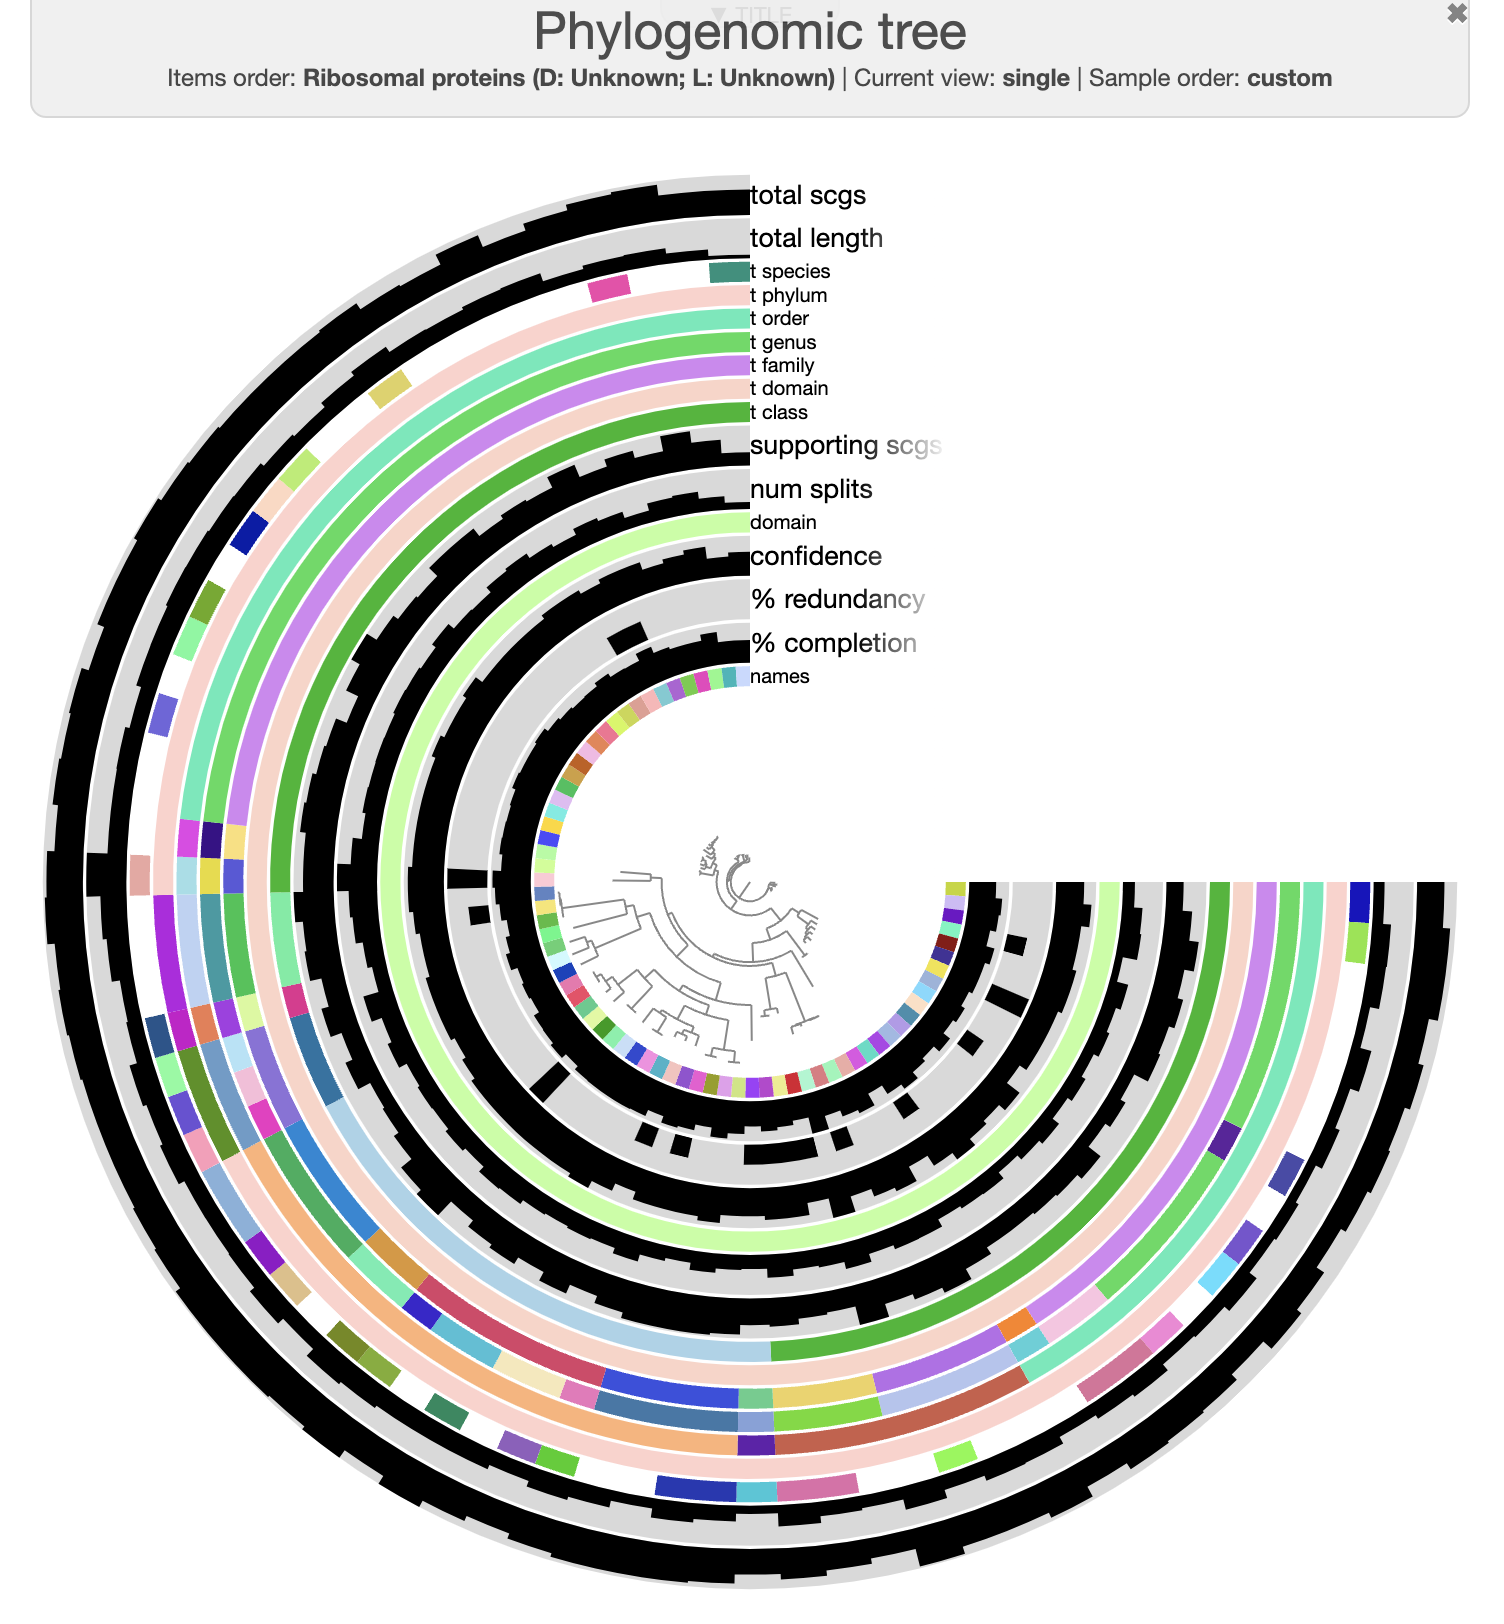 ▼ TITLE
✖
Phylogenomic tree
Items order: Ribosomal proteins (D: Unknown; L: Unknown) | Current view: single | Sample order: custom
total scgs
total length
t species
t phylum
t order
t genus
t family
t domain
t class
supporting scgs
num splits
domain
confidence
% redundancy
% completion
names